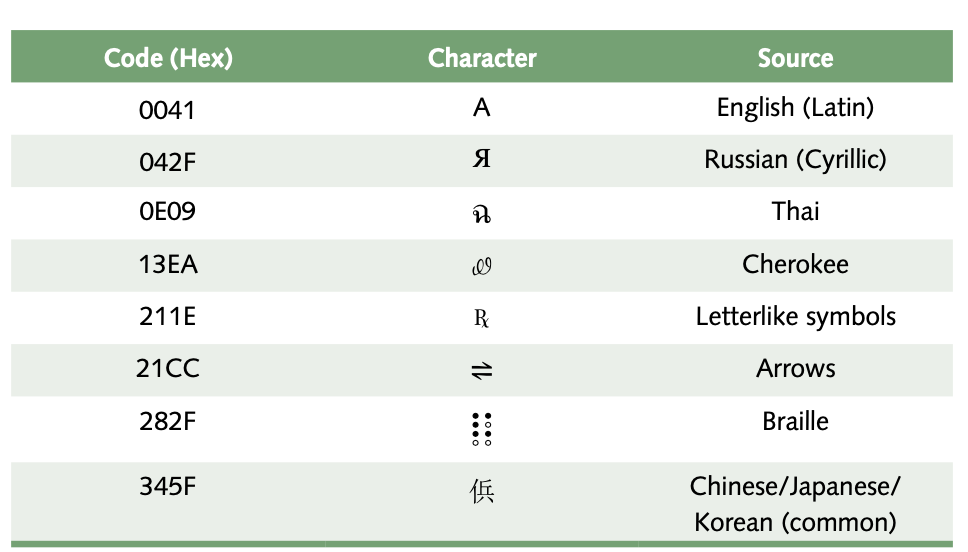 Code (Hex) Character Source
0041 A English (Latin)
042F Я Russian (Cyrillic)
0E09 ฉ Thai
13EA Ꮺ Cherokee
211E ℞ Letterlike symbols
21CC ⇌ Arrows
282F ⠯ Braille
345F 㑟 Chinese/Japanese/
Korean (common)